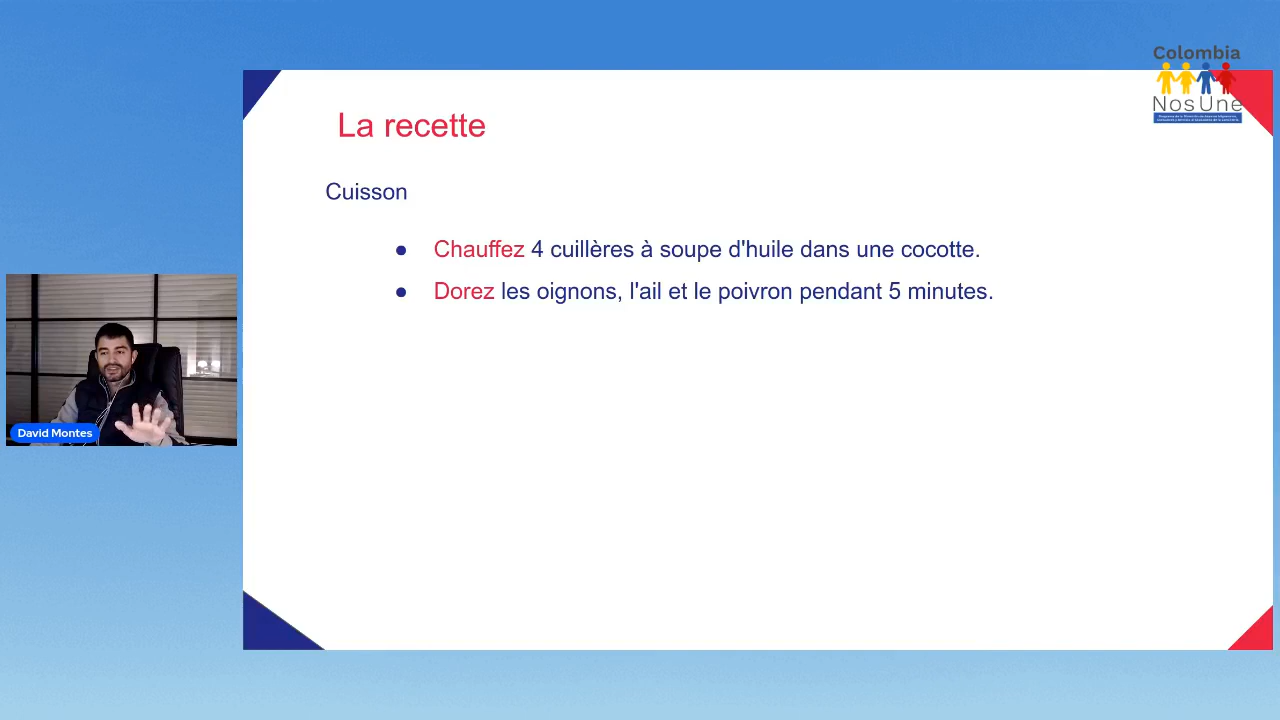 Colombia
NosUne
La recette
Cuisson
● Chauffez 4 cuillères à soupe d'huile dans une cocotte.
● Dorez les oignons, l'ail et le poivron pendant 5 minutes.
David Montes